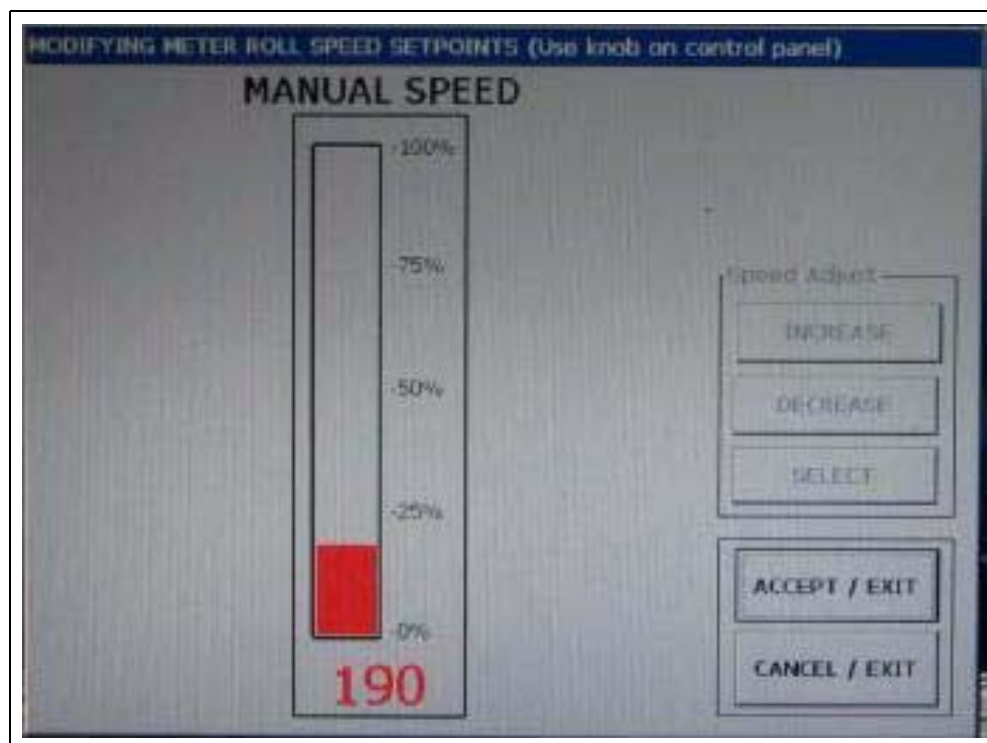 MODIFYING METER ROLL SPEED SETPOINTS (Use knob on control panel)
MANUAL SPEED
-100%
-75%
-50%
-25%
-0%
190
Speed Adjust
INCREASE
DECREASE
SELECT
ACCEPT / EXIT
CANCEL / EXIT